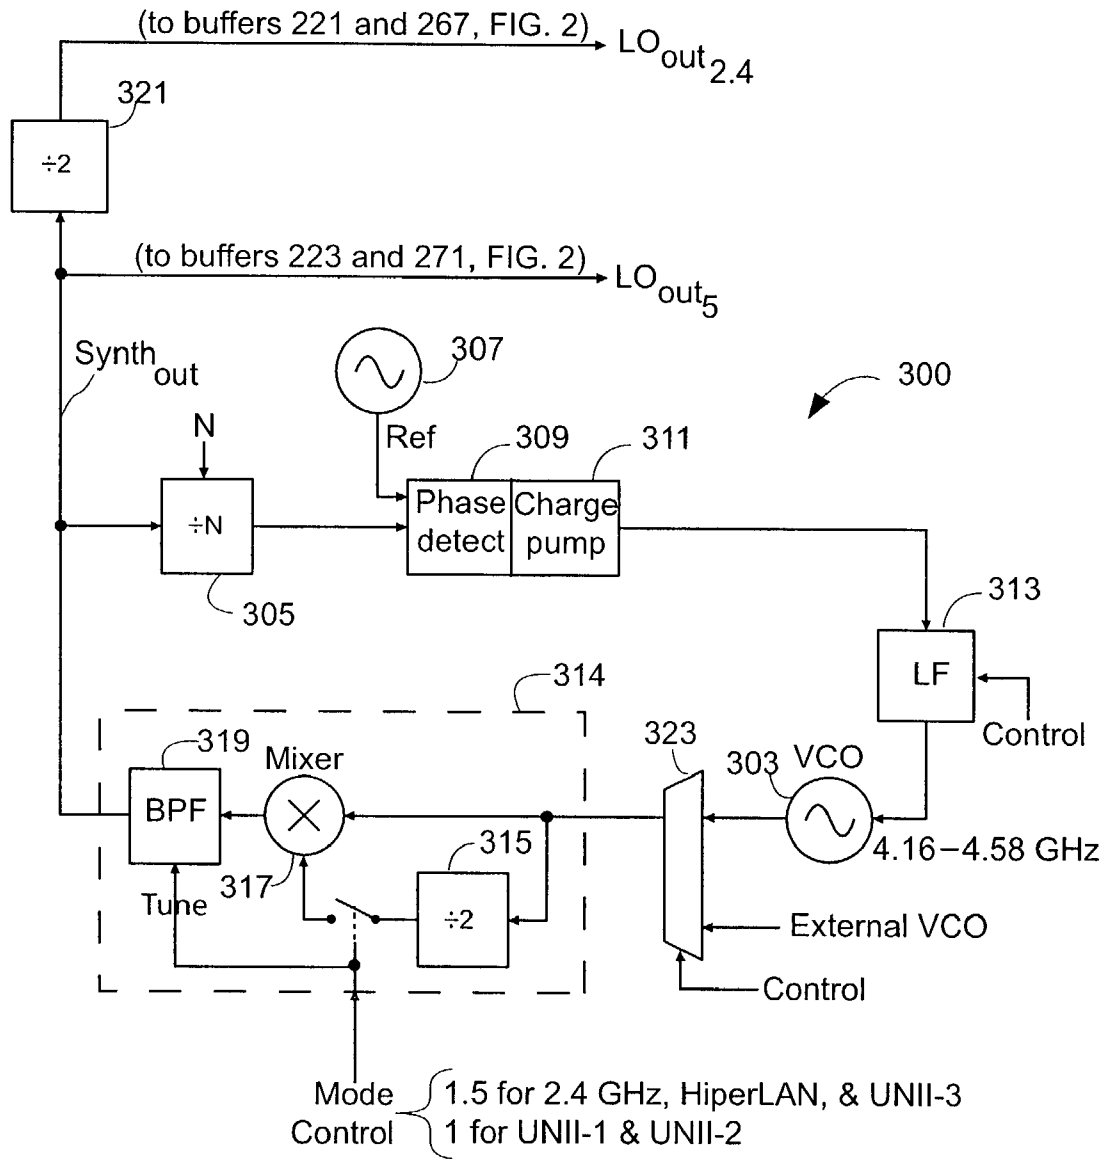 (to buffers 221 and 267, FIG. 2)
LOout2.4
321
÷2
(to buffers 223 and 271, FIG. 2)
LOout5
Synthout
307
300
N
Ref
309
311
÷N
Phase
detect
Charge
pump
305
313
LF
Control
314
323
319
Mixer
303
VCO
BPF
315
4.16–4.58 GHz
317
Tune
÷2
External VCO
Control
Mode
Control
1.5 for 2.4 GHz, HiperLAN, & UNII-3
1 for UNII-1 & UNII-2